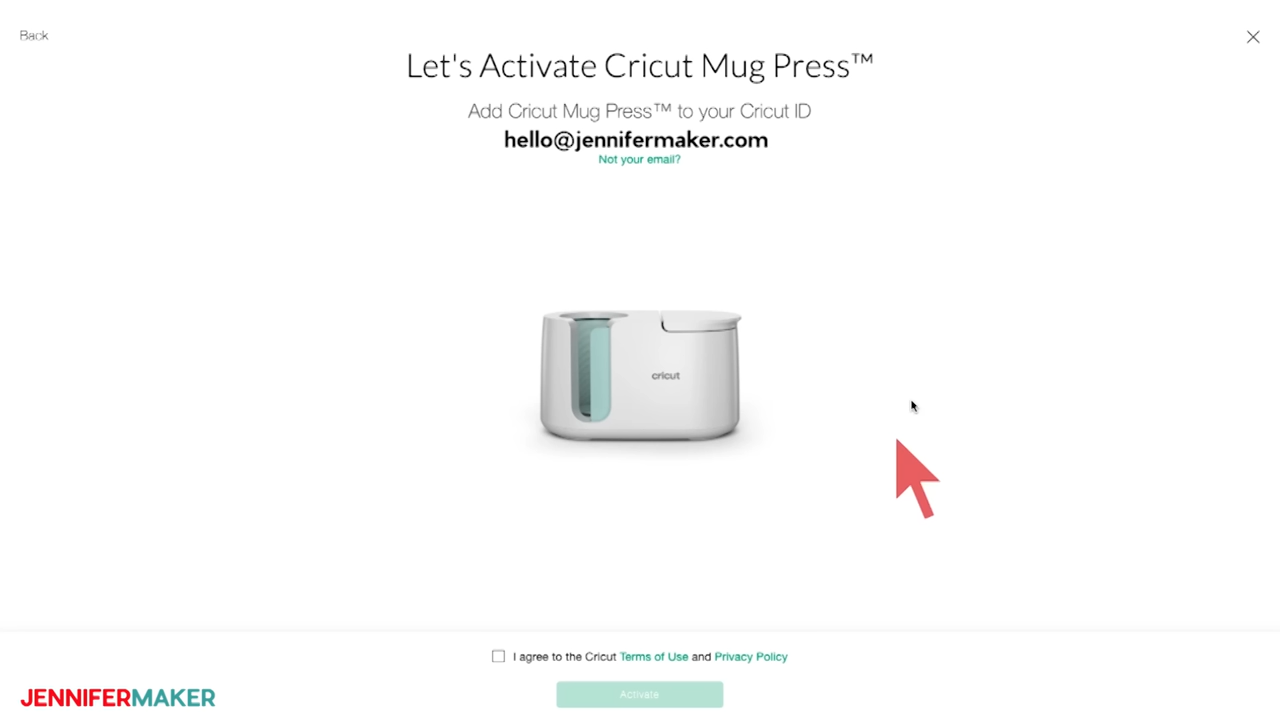 Back
Let's Activate Cricut Mug Press™
Add Cricut Mug Press™ to your Cricut ID
hello@jennifermaker.com
Not your email?
cricut
I agree to the Cricut Terms of Use and Privacy Policy
Activate
JENNIFERMAKER